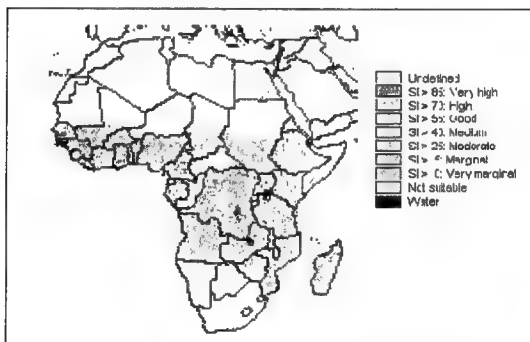 Undefined
SI > 85: Very high
SI > 70: High
SI > 55: Good
SI > 40: Medium
SI > 25: Moderate
SI > 5: Marginal
SI > 0: Very marginal
Not suitable
Water